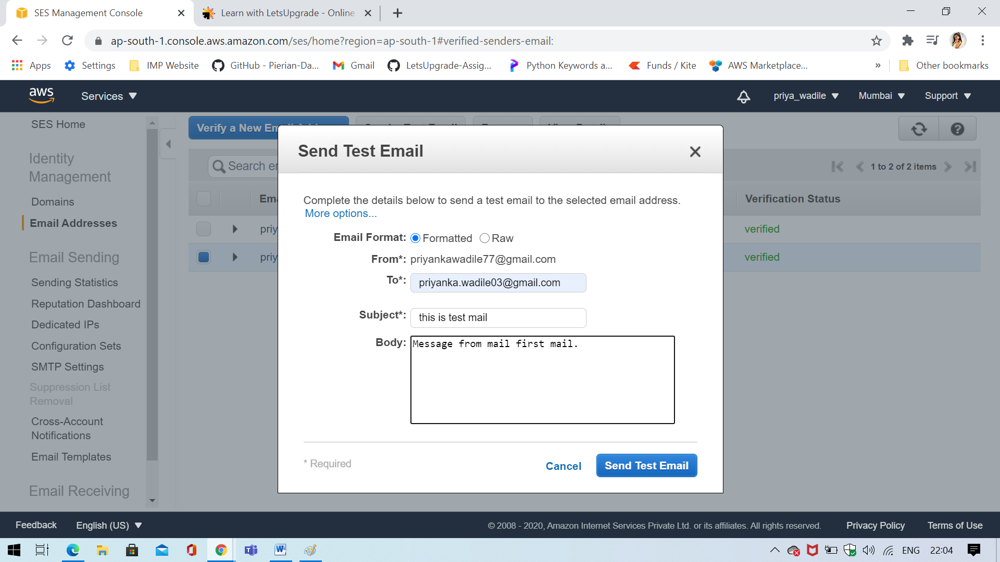 SES Management Console
Learn with LetsUpgrade - Online
ap-south-1.console.aws.amazon.com/ses/home?region=ap-south-1#verified-senders-email:
Apps Settings IMP Website GitHub - Pierian-Da... Gmail LetsUpgrade-Assig... Python Keywords a... Funds / Kite AWS Marketplace... » Other bookmarks
aws Services priya_wadile Mumbai Support
SES Home
Identity
Management
Domains
Email Addresses
Email Sending
Sending Statistics
Reputation Dashboard
Dedicated IPs
Configuration Sets
SMTP Settings
Suppression List
Removal
Cross-Account
Notifications
Email Templates
Email Receiving
Verify a New Em
Search er
1 to 2 of 2 items
Ema
Verification Status
priy
verified
priy
verified
Send Test Email
Complete the details below to send a test email to the selected email address.
More options...
Email Format: Formatted Raw
From*: priyankawadile77@gmail.com
To*: priyanka.wadile03@gmail.com
Subject*: this is test mail
Body: Message from mail first mail.
* Required
Cancel Send Test Email
Feedback English (US) © 2008 - 2020, Amazon Internet Services Private Ltd. or its affiliates. All rights reserved. Privacy Policy Terms of Use
ENG 22:04